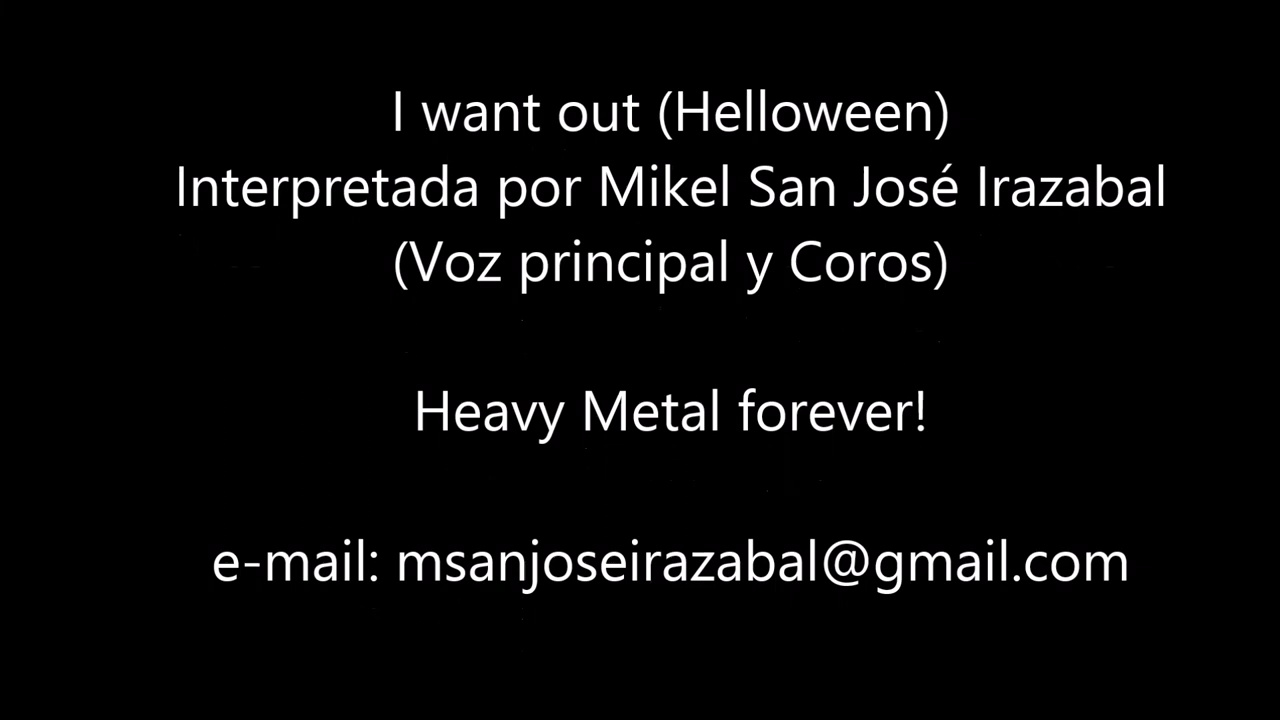 I want out (Helloween)
Interpretada por Mikel San José Irazabal
(Voz principal y Coros)
Heavy Metal forever!
e-mail: msanjoseirazabal@gmail.com